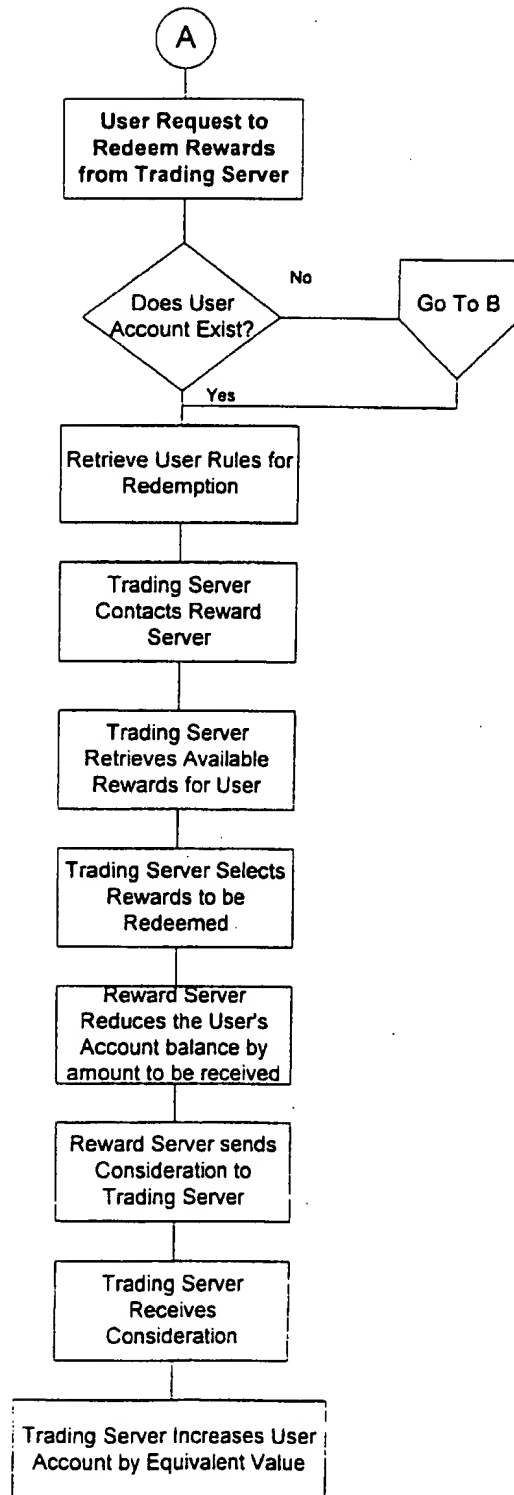 A
User Request to
Redeem Rewards
from Trading Server
Does User
Account Exist?
No
Go To B
Yes
Retrieve User Rules for
Redemption
Trading Server
Contacts Reward
Server
Trading Server
Retrieves Available
Rewards for User
Trading Server Selects
Rewards to be
Redeemed
Reward Server
Reduces the User's
Account balance by
amount to be received
Reward Server sends
Consideration to
Trading Server
Trading Server
Receives
Consideration
Trading Server Increases User
Account by Equivalent Value